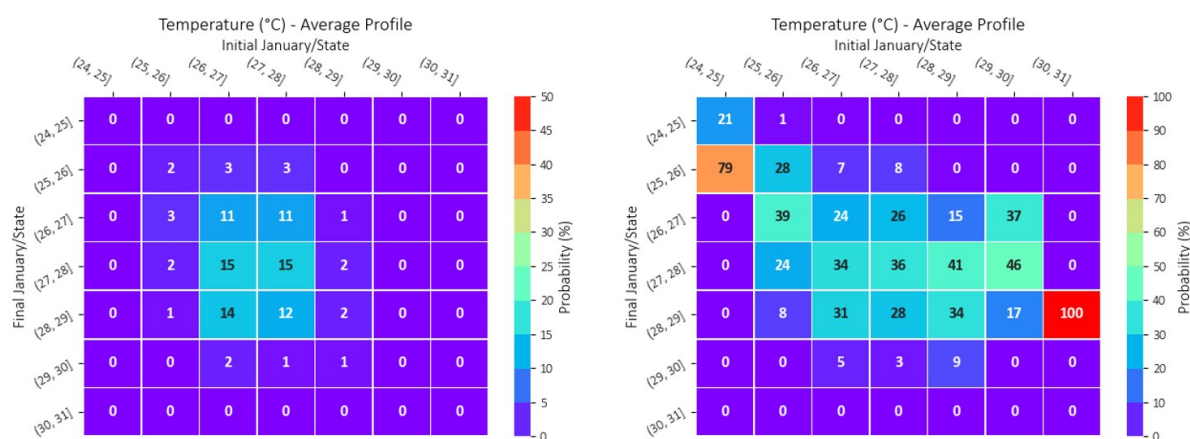 Temperature (°C) - Average Profile
Initial January/State
(24, 25] (25, 26] (26, 27] (27, 28] (28, 29] (29, 30] (30, 31]
Final January/State
(24, 25] 0 0 0 0 0 0 0
(25, 26] 0 2 3 3 0 0 0
(26, 27] 0 3 11 11 1 0 0
(27, 28] 0 2 15 15 2 0 0
(28, 29] 0 1 14 12 2 0 0
(29, 30] 0 0 2 1 1 0 0
(30, 31] 0 0 0 0 0 0 0
50
45
40
35
30
25
20
15
10
5
0
Probability (%)
Temperature (°C) - Average Profile
Initial January/State
(24, 25] (25, 26] (26, 27] (27, 28] (28, 29] (29, 30] (30, 31]
Final January/State
(24, 25] 21 1 0 0 0 0 0
(25, 26] 79 28 7 8 0 0 0
(26, 27] 0 39 24 26 15 37 0
(27, 28] 0 24 34 36 41 46 0
(28, 29] 0 8 31 28 34 17 100
(29, 30] 0 0 5 3 9 0 0
(30, 31] 0 0 0 0 0 0 0
100
90
80
70
60
50
40
30
20
10
0
Probability (%)